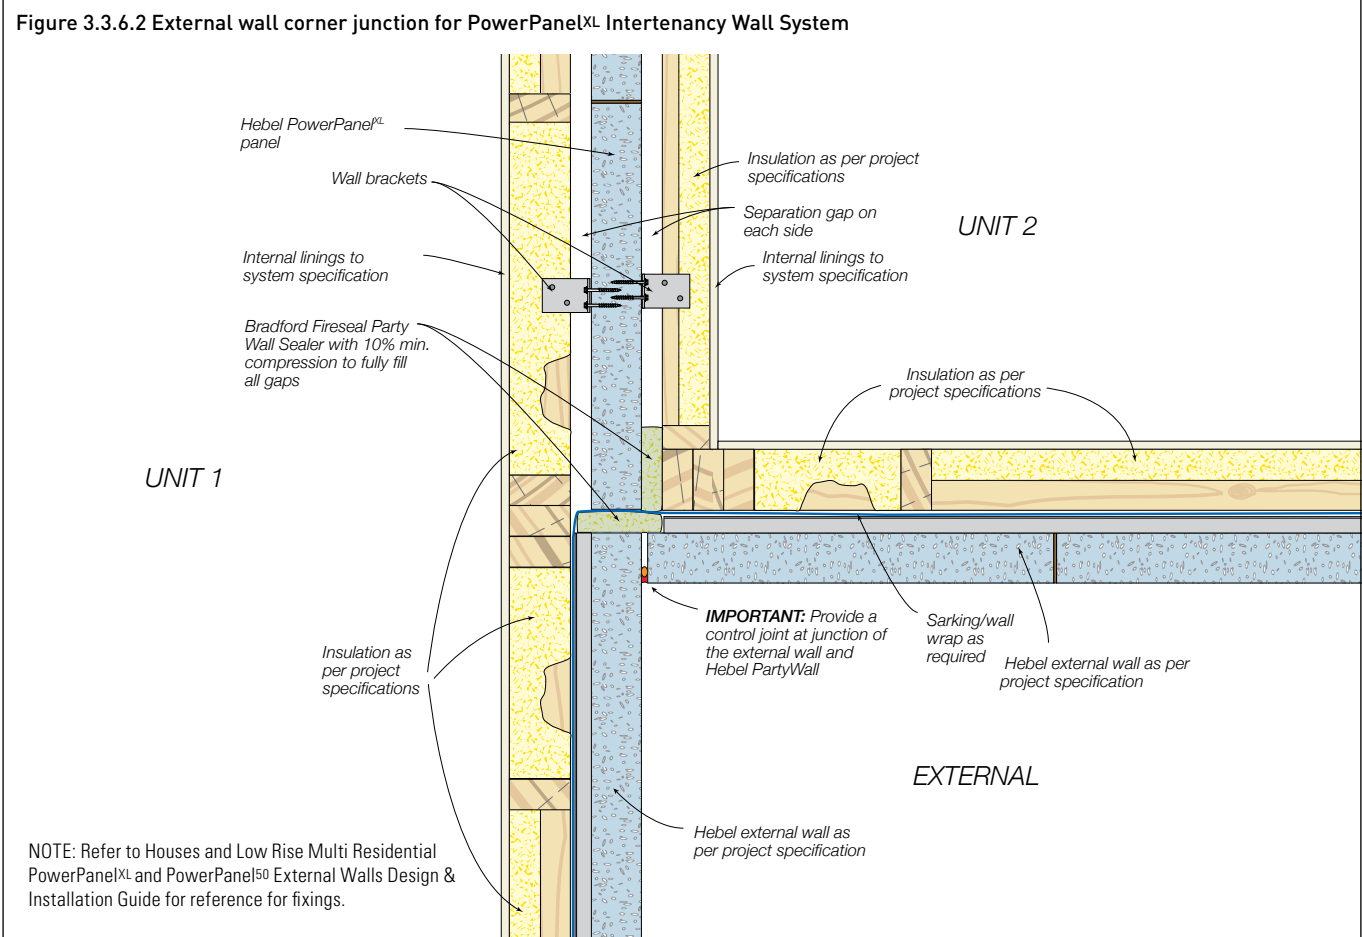 Figure 3.3.6.2 External wall corner junction for PowerPanelXL Intertenancy Wall System
Hebel PowerPanelXL
panel
Wall brackets
Internal linings to
system specification
Bradford Fireseal Party
Wall Sealer with 10% min.
compression to fully fill
all gaps
Insulation as per project
specifications
Separation gap on
each side
Internal linings to
system specification
UNIT 2
Insulation as per
project specifications
UNIT 1
IMPORTANT: Provide a
control joint at junction of
the external wall and
Hebel PartyWall
Sarking/wall
wrap as
required
Hebel external wall as per
project specification
Insulation as
per project
specifications
EXTERNAL
Hebel external wall as
per project specification
NOTE: Refer to Houses and Low Rise Multi Residential
PowerPanelXL and PowerPanel50 External Walls Design &
Installation Guide for reference for fixings.